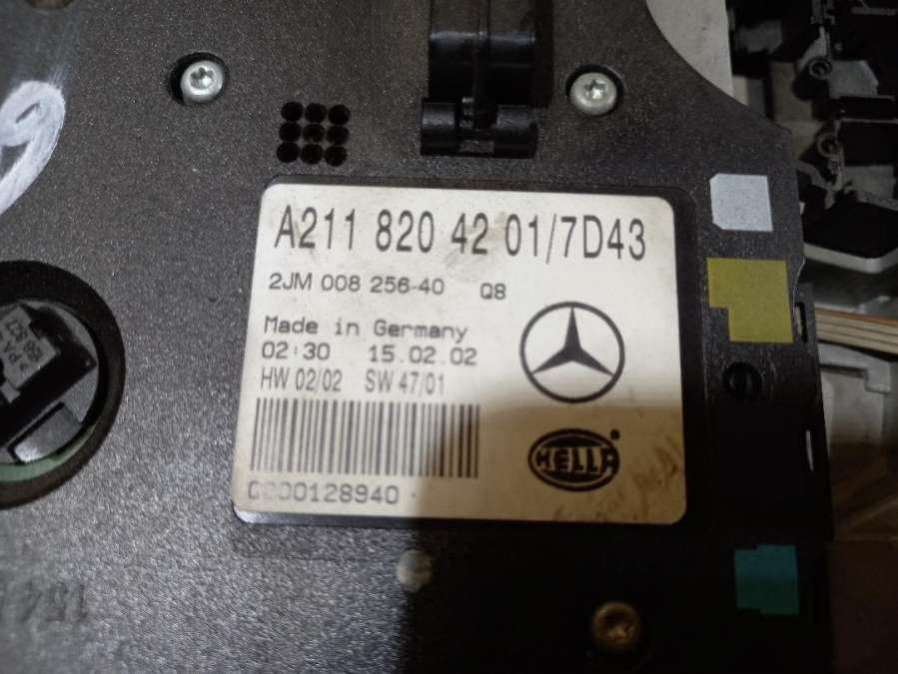 A211 820 42 01/7D43
2JM 008 256-40 Q8
Made in Germany
02:30 15.02.02
HW 02/02 SW 47/01
HELLA
0000128940